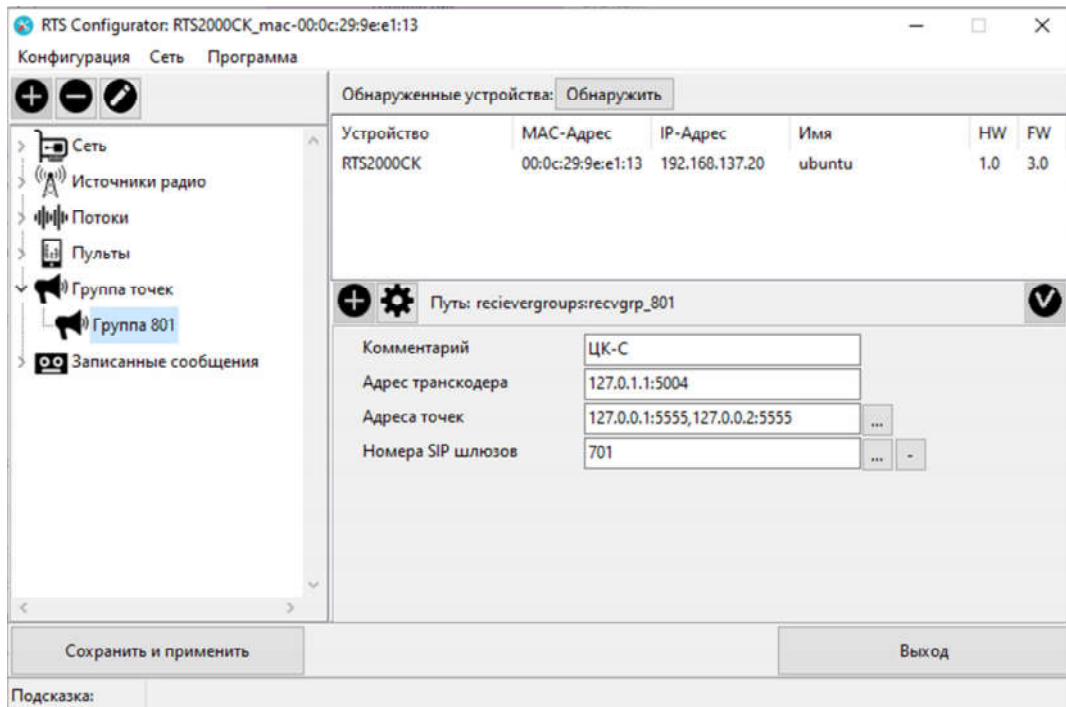 RTS Configurator: RTS2000CK_mac-00:0c:29:9e:e1:13
Конфигурация Сеть Программа
Обнаруженные устройства: Обнаружить
Устройство MAC-Адрес IP-Адрес Имя HW FW
RTS2000CK 00:0c:29:9e:e1:13 192.168.137.20 ubuntu 1.0 3.0
Сеть
Источники радио
Потоки
Пульты
Группа точек
Группа 801
Записанные сообщения
Путь: recievergroups:recvgrp_801
Комментарий ЦК-С
Адрес транскодера 127.0.1.1:5004
Адреса точек 127.0.0.1:5555,127.0.0.2:5555 ...
Номера SIP шлюзов 701 ... -
Сохранить и применить Выход
Подсказка: